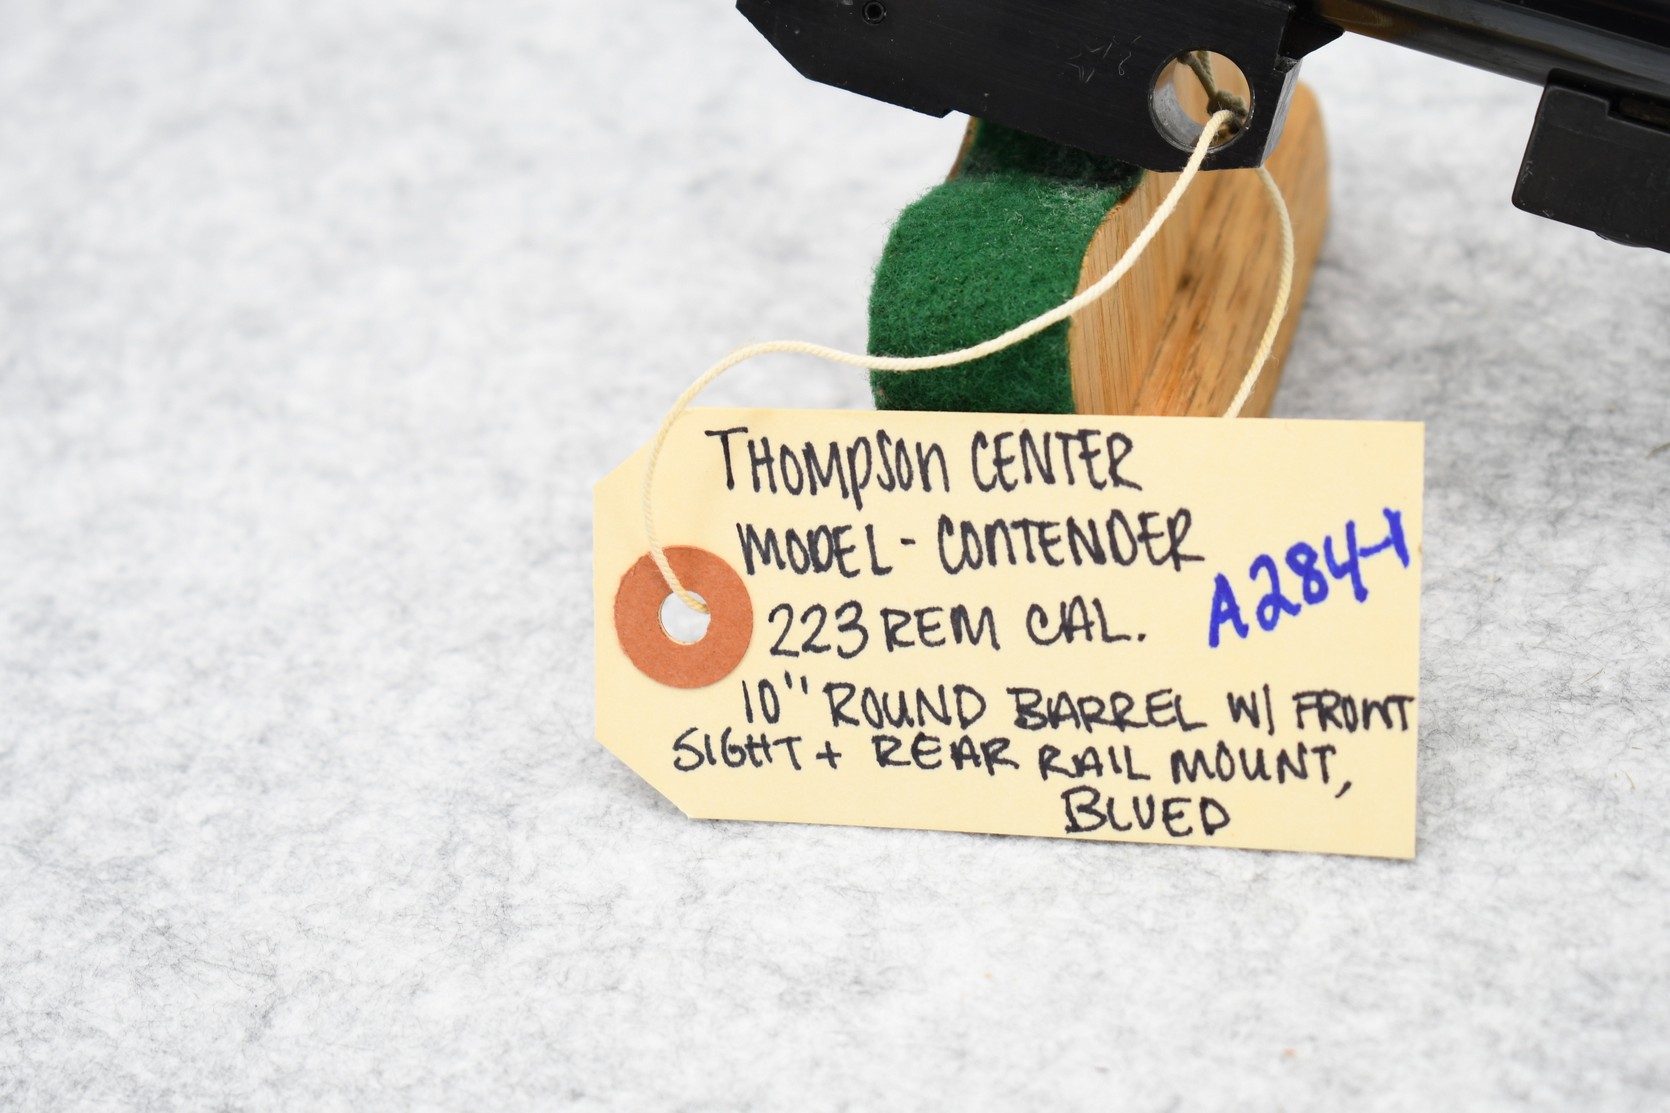 THOMPSON CENTER
MODEL - CONTENDER
A284-1
223 REM CAL.
10" ROUND BARREL W/ FRONT
SIGHT + REAR RAIL MOUNT,
BLUED